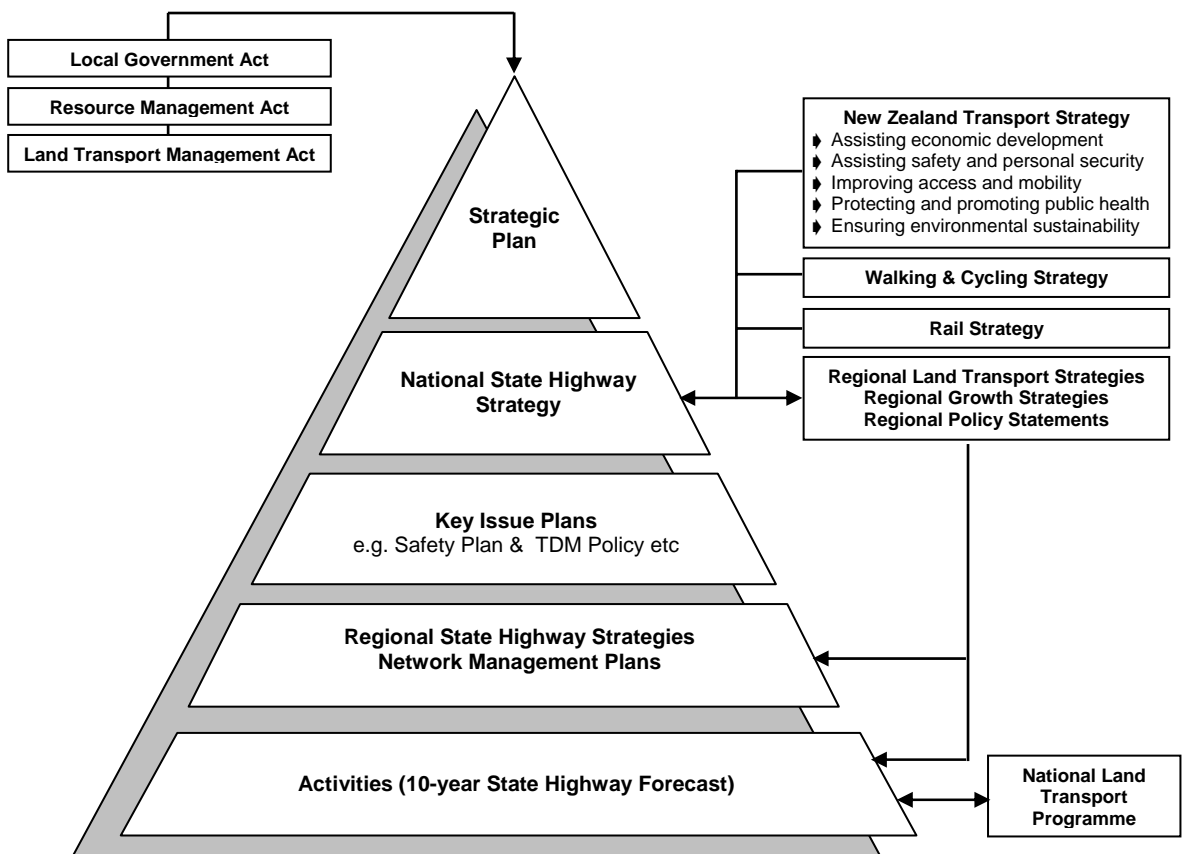 Local Government Act
Resource Management Act
Land Transport Management Act
Strategic
Plan
National State Highway
Strategy
Key Issue Plans
e.g. Safety Plan & TDM Policy etc
Regional State Highway Strategies
Network Management Plans
Activities (10-year State Highway Forecast)
New Zealand Transport Strategy
Assisting economic development
Assisting safety and personal security
Improving access and mobility
Protecting and promoting public health
Ensuring environmental sustainability
Walking & Cycling Strategy
Rail Strategy
Regional Land Transport Strategies
Regional Growth Strategies
Regional Policy Statements
National Land
Transport
Programme